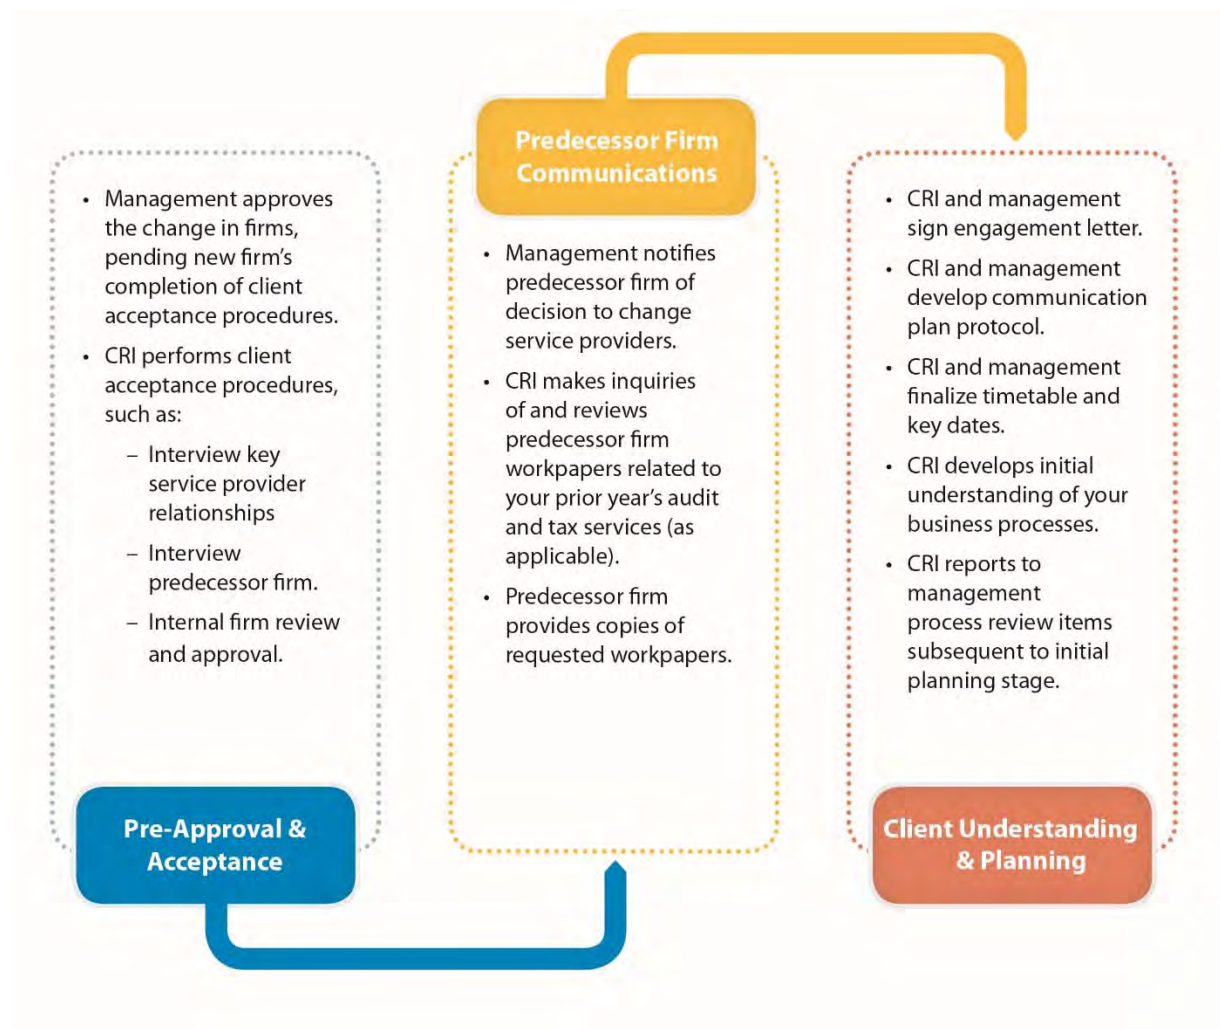 • Management approves
the change in firms,
pending new firm's
completion of client
acceptance procedures.
• CRI performs client
acceptance procedures,
such as:
– Interview key
service provider
relationships
– Interview
predecessor firm.
– Internal firm review
and approval.
Pre-Approval &
Acceptance
Predecessor Firm
Communications
• Management notifies
predecessor firm of
decision to change
service providers.
• CRI makes inquiries
of and reviews
predecessor firm
workpapers related to
your prior year's audit
and tax services (as
applicable).
• Predecessor firm
provides copies of
requested workpapers.
• CRI and management
sign engagement letter.
• CRI and management
develop communication
plan protocol.
• CRI and management
finalize timetable and
key dates.
• CRI develops initial
understanding of your
business processes.
• CRI reports to
management
process review items
subsequent to initial
planning stage.
Client Understanding
& Planning